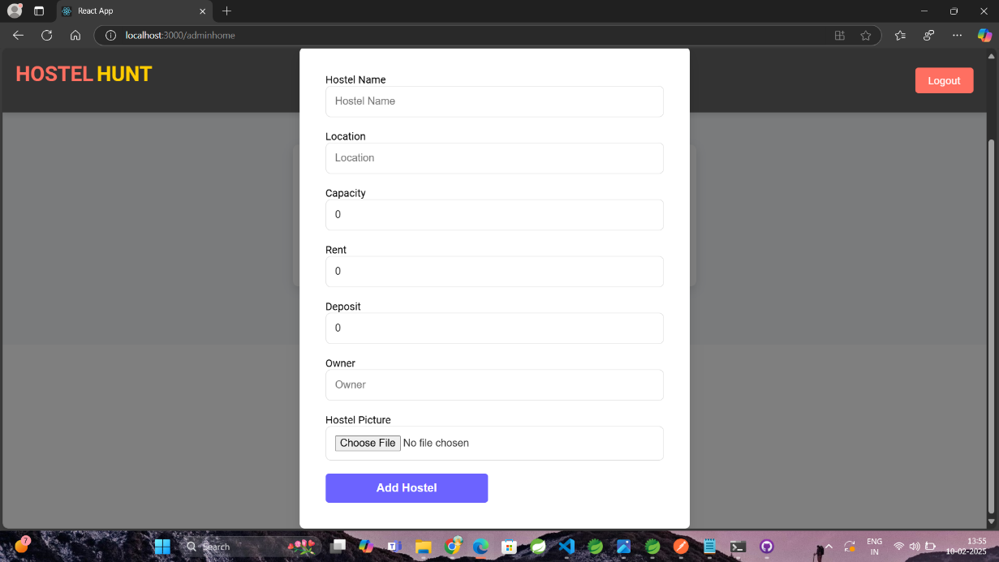 React App
localhost:3000/adminhome
HOSTEL HUNT
Logout
Hostel Name
Hostel Name
Location
Location
Capacity
0
Rent
0
Deposit
0
Owner
Owner
Hostel Picture
Choose File No file chosen
Add Hostel
7
Search
ENG
IN
13:55
10-02-2025